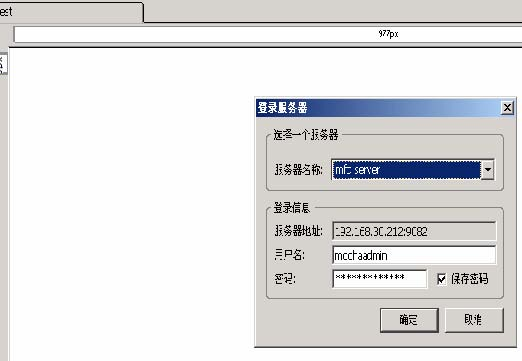 est
977px
登录服务器
选择一个服务器
服务器名称: mfc server
登录信息
服务器地址: 192.168.30.212:9082
用户名: mcchaadmin
密码: ************* 保存密码
确定 取消